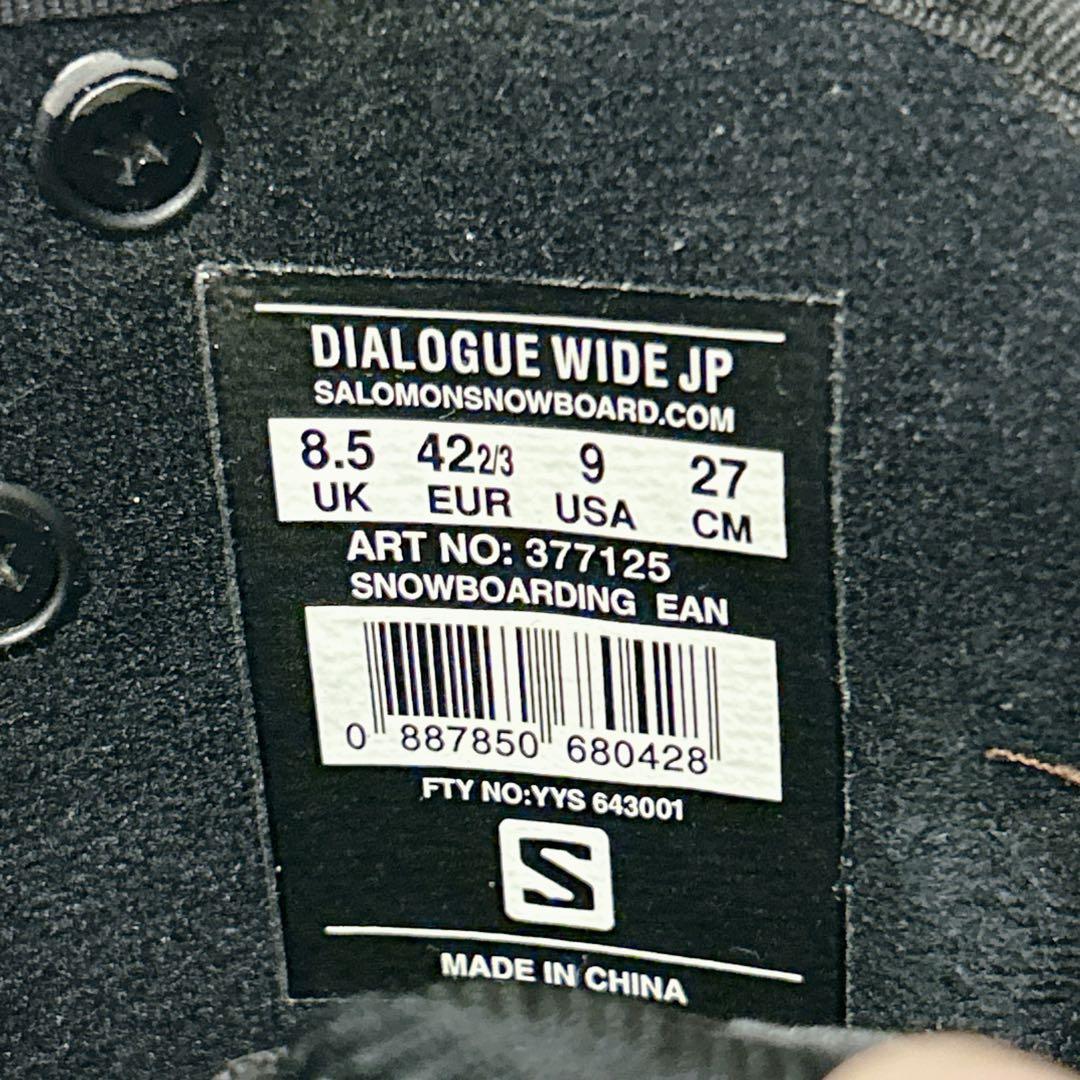 DIALOGUE WIDE JP
SALOMONSNOWBOARD.COM
8.5 42 2/3 9 27
UK EUR USA CM
ART NO: 377125
SNOWBOARDING EAN
0 887850 680428
FTY NO:YYS 643001
S
MADE IN CHINA